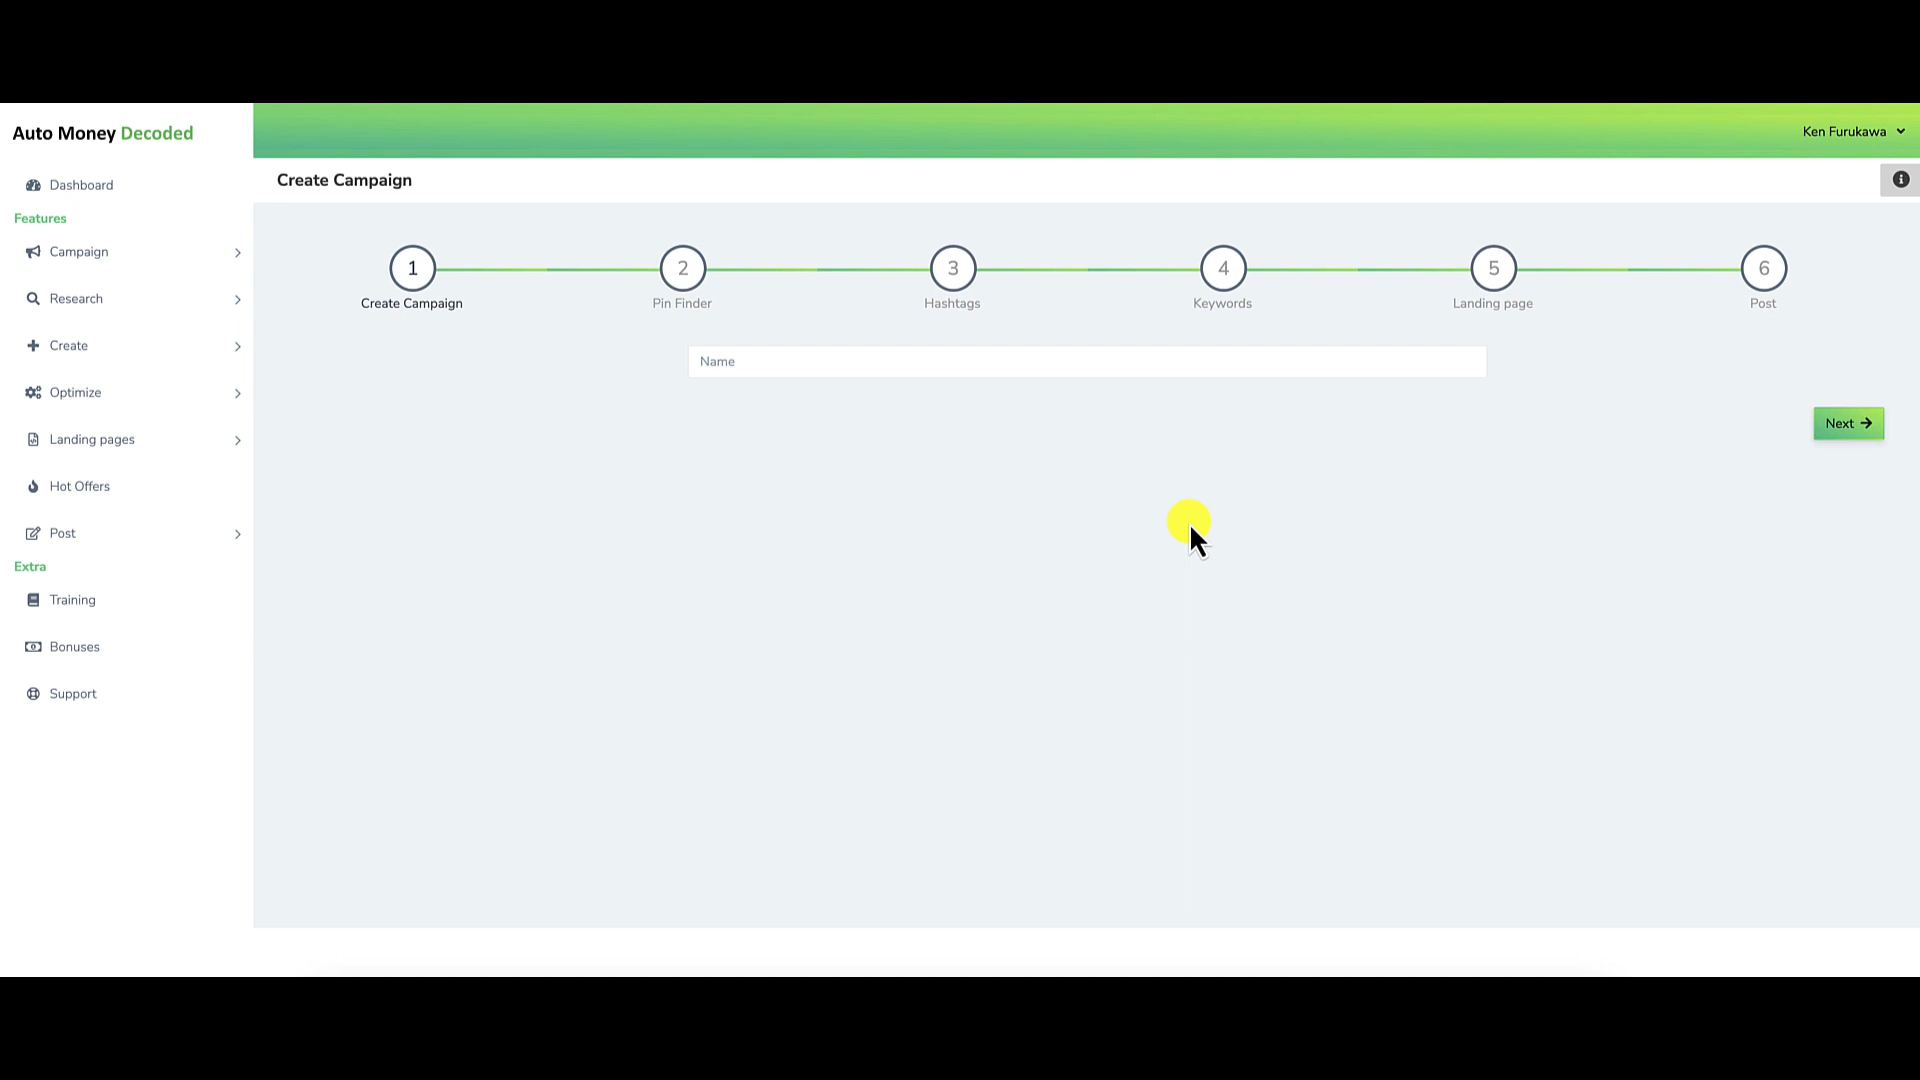 Auto Money Decoded
Ken Furukawa
Dashboard
Create Campaign
Features
Campaign
Research
Create
Optimize
Landing pages
Hot Offers
Post
Extra
Training
Bonuses
Support
1
2
3
4
5
6
Create Campaign
Pin Finder
Hashtags
Keywords
Landing page
Post
Name
Next